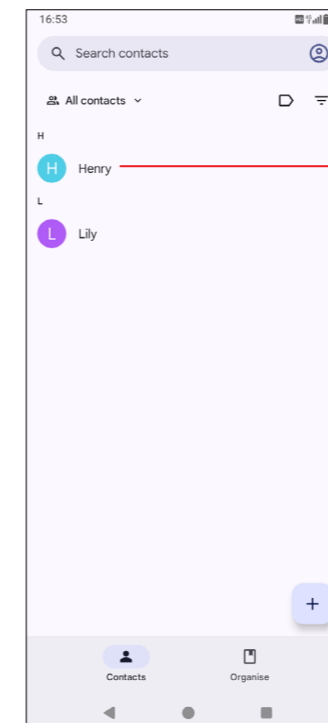 16:53
Search contacts
All contacts
H
H Henry
L
L Lily
Contacts
Organise